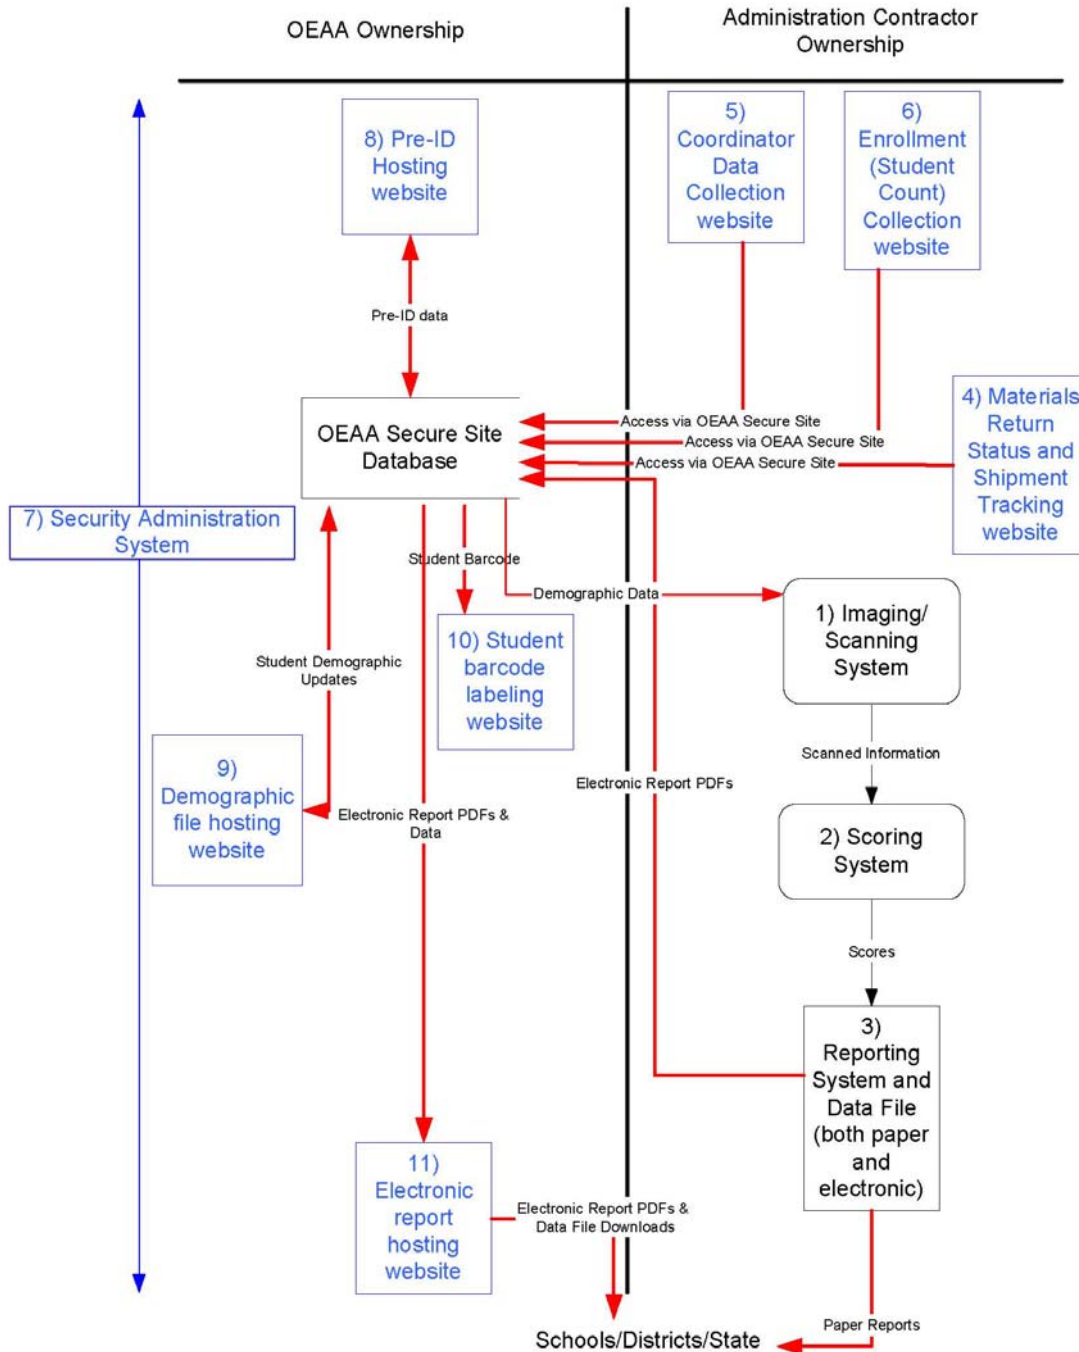 OEAA Ownership
Administration Contractor
Ownership
8) Pre-ID
Hosting
website
5)
Coordinator
Data
Collection
website
6)
Enrollment
(Student
Count)
Collection
website
Pre-ID data
OEAA Secure Site
Database
Access via OEAA Secure Site
Access via OEAA Secure Site
Access via OEAA Secure Site
4) Materials
Return
Status and
Shipment
Tracking
website
7) Security Administration
System
Student Barcode
Demographic Data
1) Imaging/
Scanning
System
10) Student
barcode
labeling
website
Student Demographic
Updates
Scanned Information
9)
Demographic
file hosting
website
Electronic Report PDFs &
Data
Electronic Report PDFs
2) Scoring
System
Scores
3)
Reporting
System and
Data File
(both paper
and
electronic)
11)
Electronic
report
hosting
website
Electronic Report PDFs &
Data File Downloads
Paper Reports
Schools/Districts/State